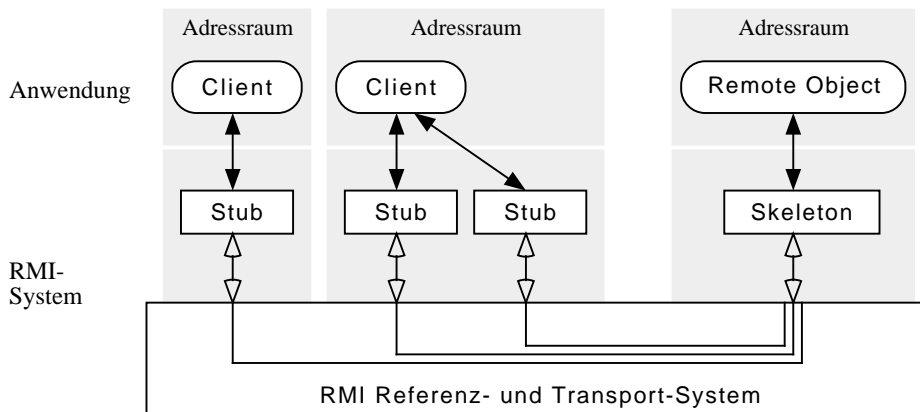 Adressraum
Adressraum
Adressraum
Anwendung
Client
Client
Remote Object
Stub
Stub
Stub
Skeleton
RMI-
System
RMI Referenz- und Transport-System